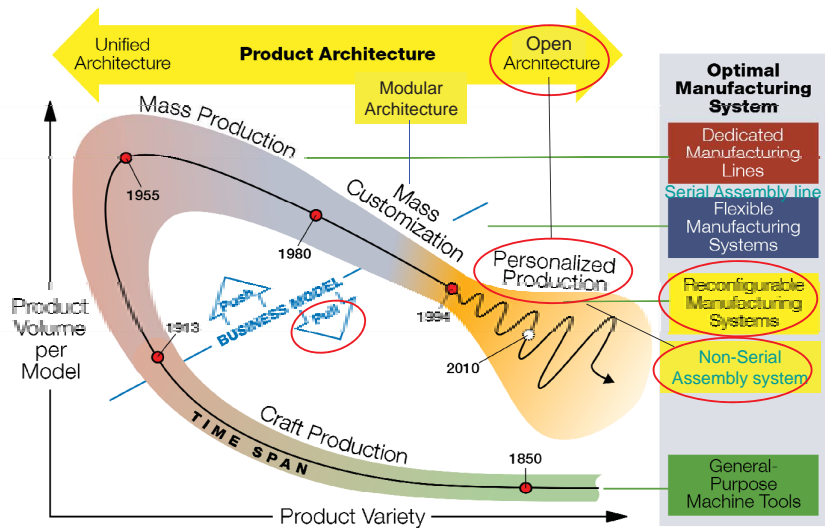 Unified
Architecture
Product Architecture
Open
Architecture
Modular
Architecture
Optimal
Manufacturing
System
Mass Production
Dedicated
Manufacturing
Lines
Serial Assembly line
Mass
Customization
Flexible
Manufacturing
Systems
1955
1980
Personalized
Production
Reconfigurable
Manufacturing
Systems
Push
BUSINESS MODEL
Pull
1994
Product
Volume
per
Model
1913
2010
Non-Serial
Assembly system
Craft Production
TIME SPAN
1850
General-
Purpose
Machine Tools
Product Variety